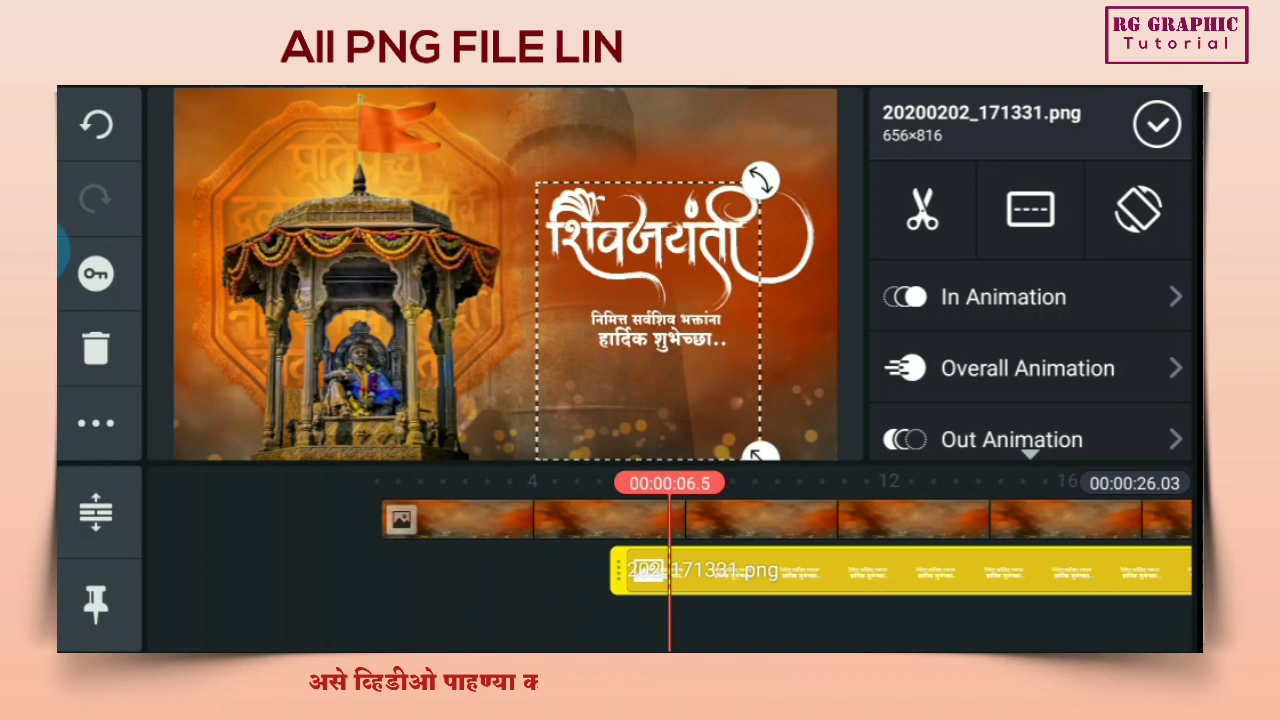 All PNG FILE LIN
RG GRAPHIC
Tutorial
20200202_171331.png
656×816
शिवजयंती
निमित्त सर्वशिव भक्तांना
हार्दिक शुभेच्छा..
In Animation
Overall Animation
Out Animation
4
00:00:06.5
12
16
00:00:26.03
171331.png
असे व्हिडीओ पाहण्या क